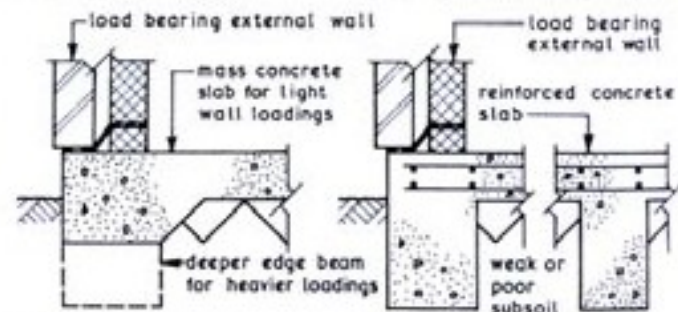 load bearing external wall
mass concrete
slab for light
wall loadings
deeper edge beam
for heavier loadings
load bearing
external wall
reinforced concrete
slab
weak or
poor
subsoil